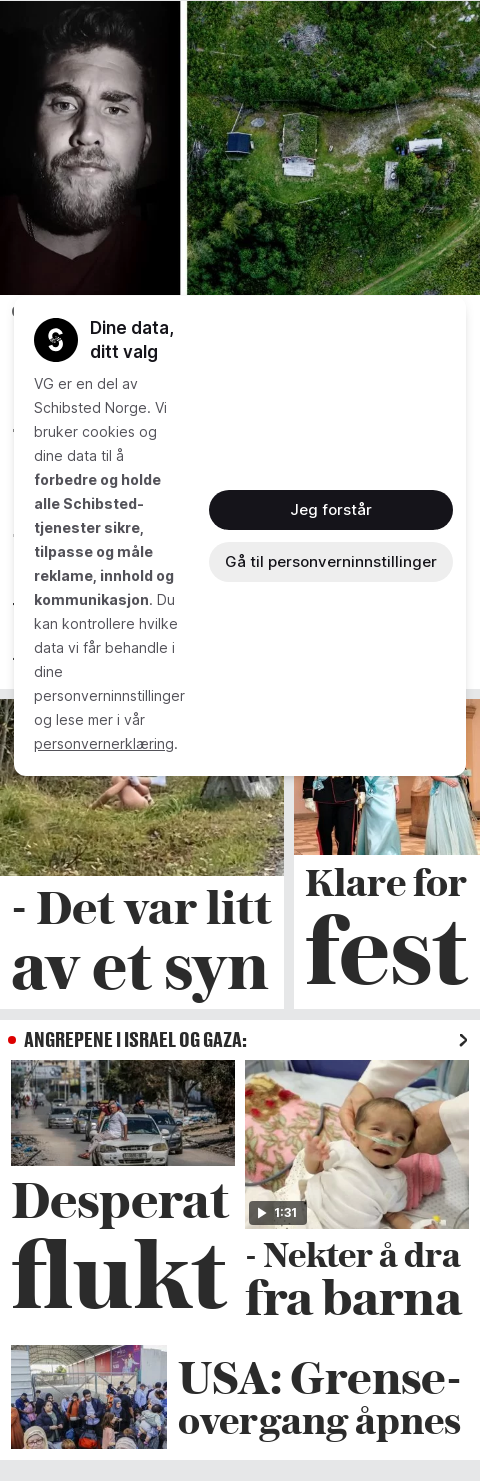 Dine data,
ditt valg
VG er en del av
Schibsted Norge. Vi
bruker cookies og
dine data til å
forbedre og holde
alle Schibsted-
tjenester sikre,
tilpasse og måle
reklame, innhold og
kommunikasjon. Du
kan kontrollere hvilke
data vi får behandle i
dine
personverninnstillinger
og lese mer i vår
personvernerklæring.
Jeg forstår
Gå til personverninnstillinger
- Det var litt
av et syn
Klare for
fest
ANGREPENE I ISRAEL OG GAZA:
Desperat
flukt
1:31
- Nekter å dra
fra barna
USA: Grense-
overgang åpnes